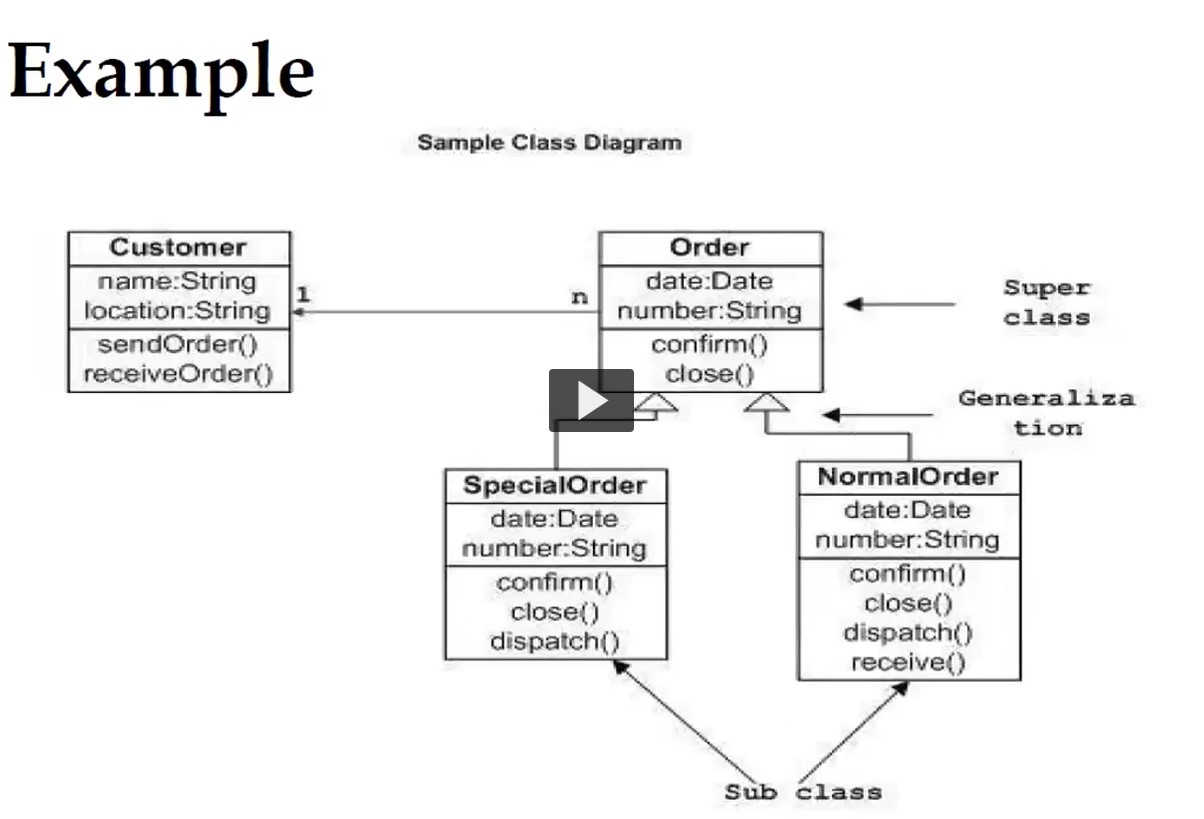 Example
Sample Class Diagram
Customer
name:String
location:String
sendOrder()
receiveOrder()
1
n
Order
date:Date
number:String
confirm()
close()
Super
class
Generaliza
tion
SpecialOrder
date:Date
number:String
confirm()
close()
dispatch()
NormalOrder
date:Date
number:String
confirm()
close()
dispatch()
receive()
Sub class